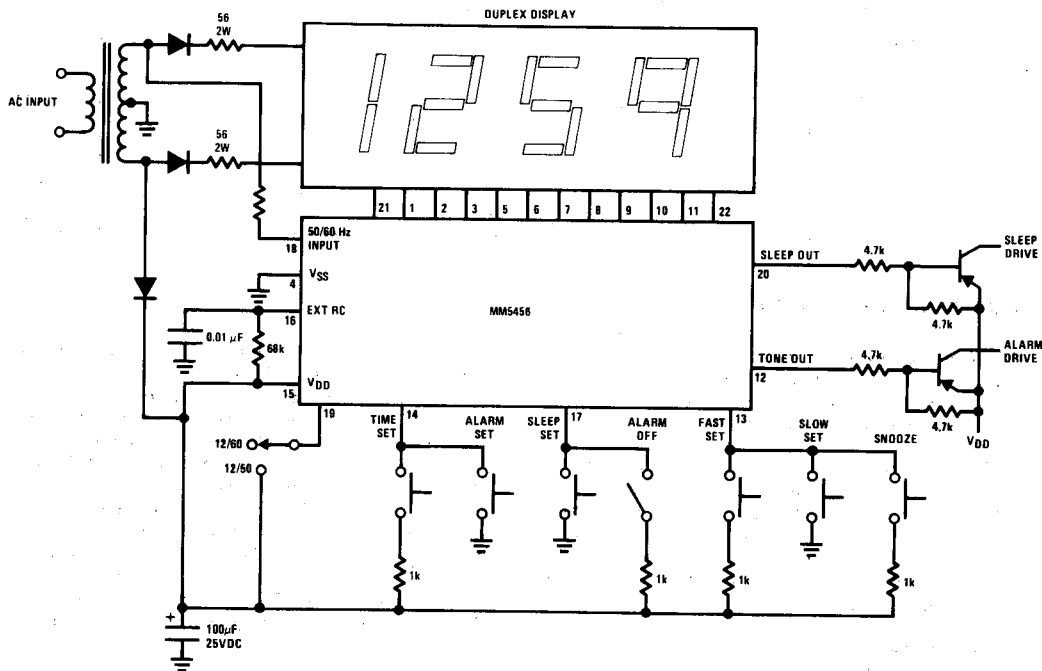 DUPLEX DISPLAY
56
2W
AC INPUT
12 59
56
2W
21 1 2 3 5 6 7 8 9 10 11 22
50/60 Hz
INPUT
18
VSS
4
EXT RC
16
0.01 µF
68k
VDD
15
MM5456
SLEEP OUT
20
4.7k
SLEEP
DRIVE
4.7k
TONE OUT
12
4.7k
ALARM
DRIVE
4.7k
VDD
19
12/60
12/50
TIME
SET
14
ALARM
SET
SLEEP
SET
17
ALARM
OFF
FAST
SET
13
SLOW
SET
SNOOZE
1k
1k
1k
1k
+
100µF
25VDC